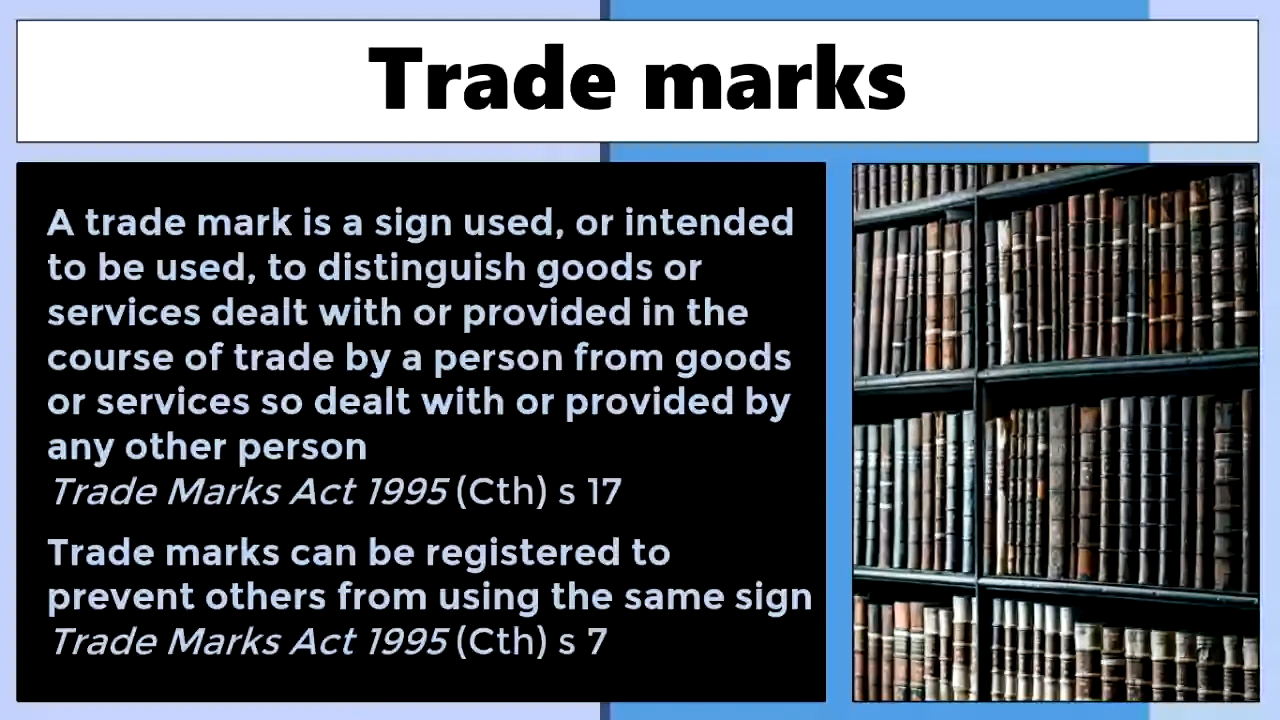 Trade marks
A trade mark is a sign used, or intended
to be used, to distinguish goods or
services dealt with or provided in the
course of trade by a person from goods
or services so dealt with or provided by
any other person
Trade Marks Act 1995 (Cth) s 17
Trade marks can be registered to
prevent others from using the same sign
Trade Marks Act 1995 (Cth) s 7